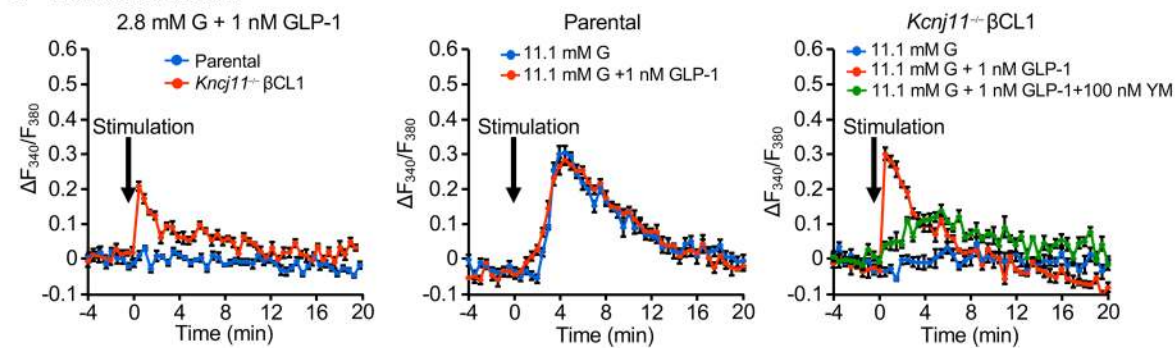 2.8 mM G + 1 nM GLP-1
Parental
Kncj11⁻/⁻ βCL1
Stimulation
ΔF₃₄₀/F₃₈₀
0.6
0.5
0.4
0.3
0.2
0.1
0
-0.1
-4 0 4 8 12 16 20
Time (min)
Parental
11.1 mM G
11.1 mM G +1 nM GLP-1
Stimulation
ΔF₃₄₀/F₃₈₀
0.6
0.5
0.4
0.3
0.2
0.1
0
-0.1
-4 0 4 8 12 16 20
Time (min)
Kcnj11⁻/⁻ βCL1
11.1 mM G
11.1 mM G + 1 nM GLP-1
11.1 mM G + 1 nM GLP-1+100 nM YM
Stimulation
ΔF₃₄₀/F₃₈₀
0.6
0.5
0.4
0.3
0.2
0.1
0
-0.1
-4 0 4 8 12 16 20
Time (min)